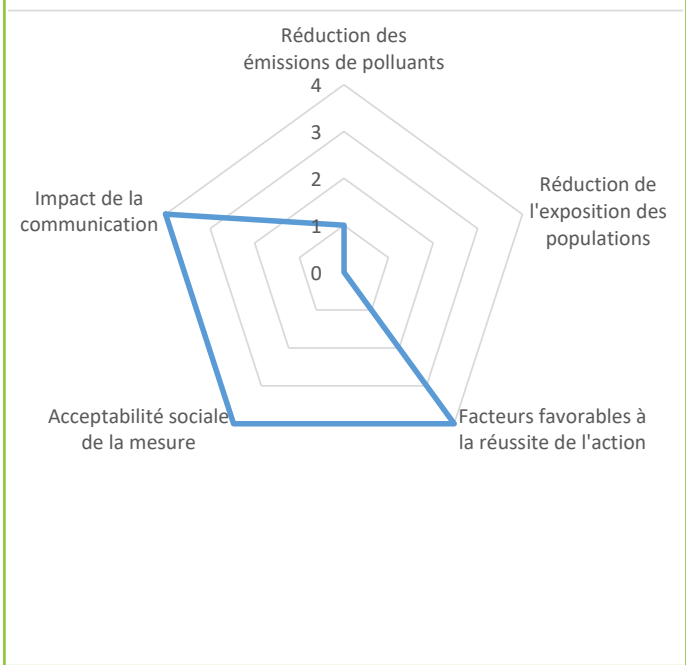 Réduction des
émissions de polluants
4
3
2
1
0
Réduction de
l'exposition des
populations
Impact de la
communication
Acceptabilité sociale
de la mesure
Facteurs favorables à
la réussite de l'action